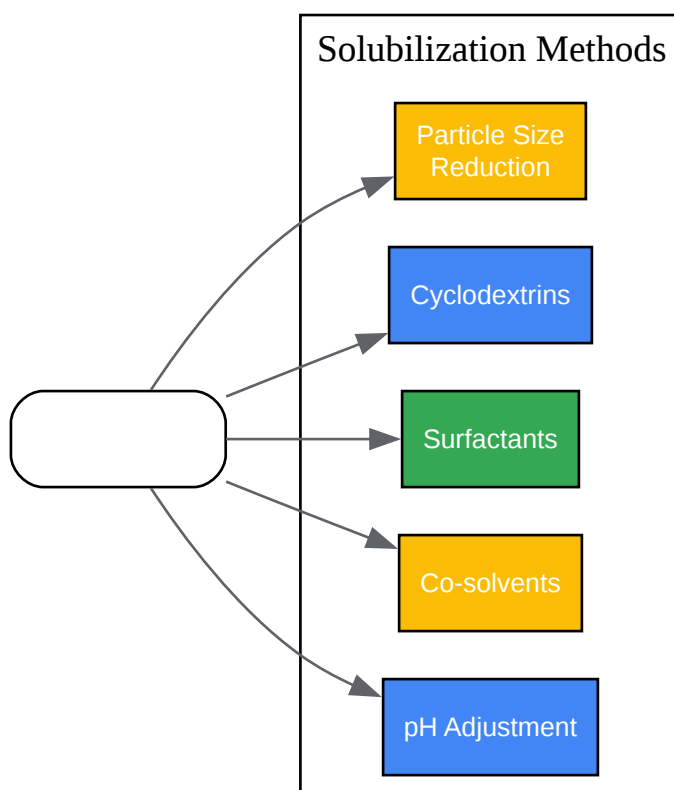 Solubilization Methods
Particle Size
Reduction
Cyclodextrins
Surfactants
Co-solvents
pH Adjustment